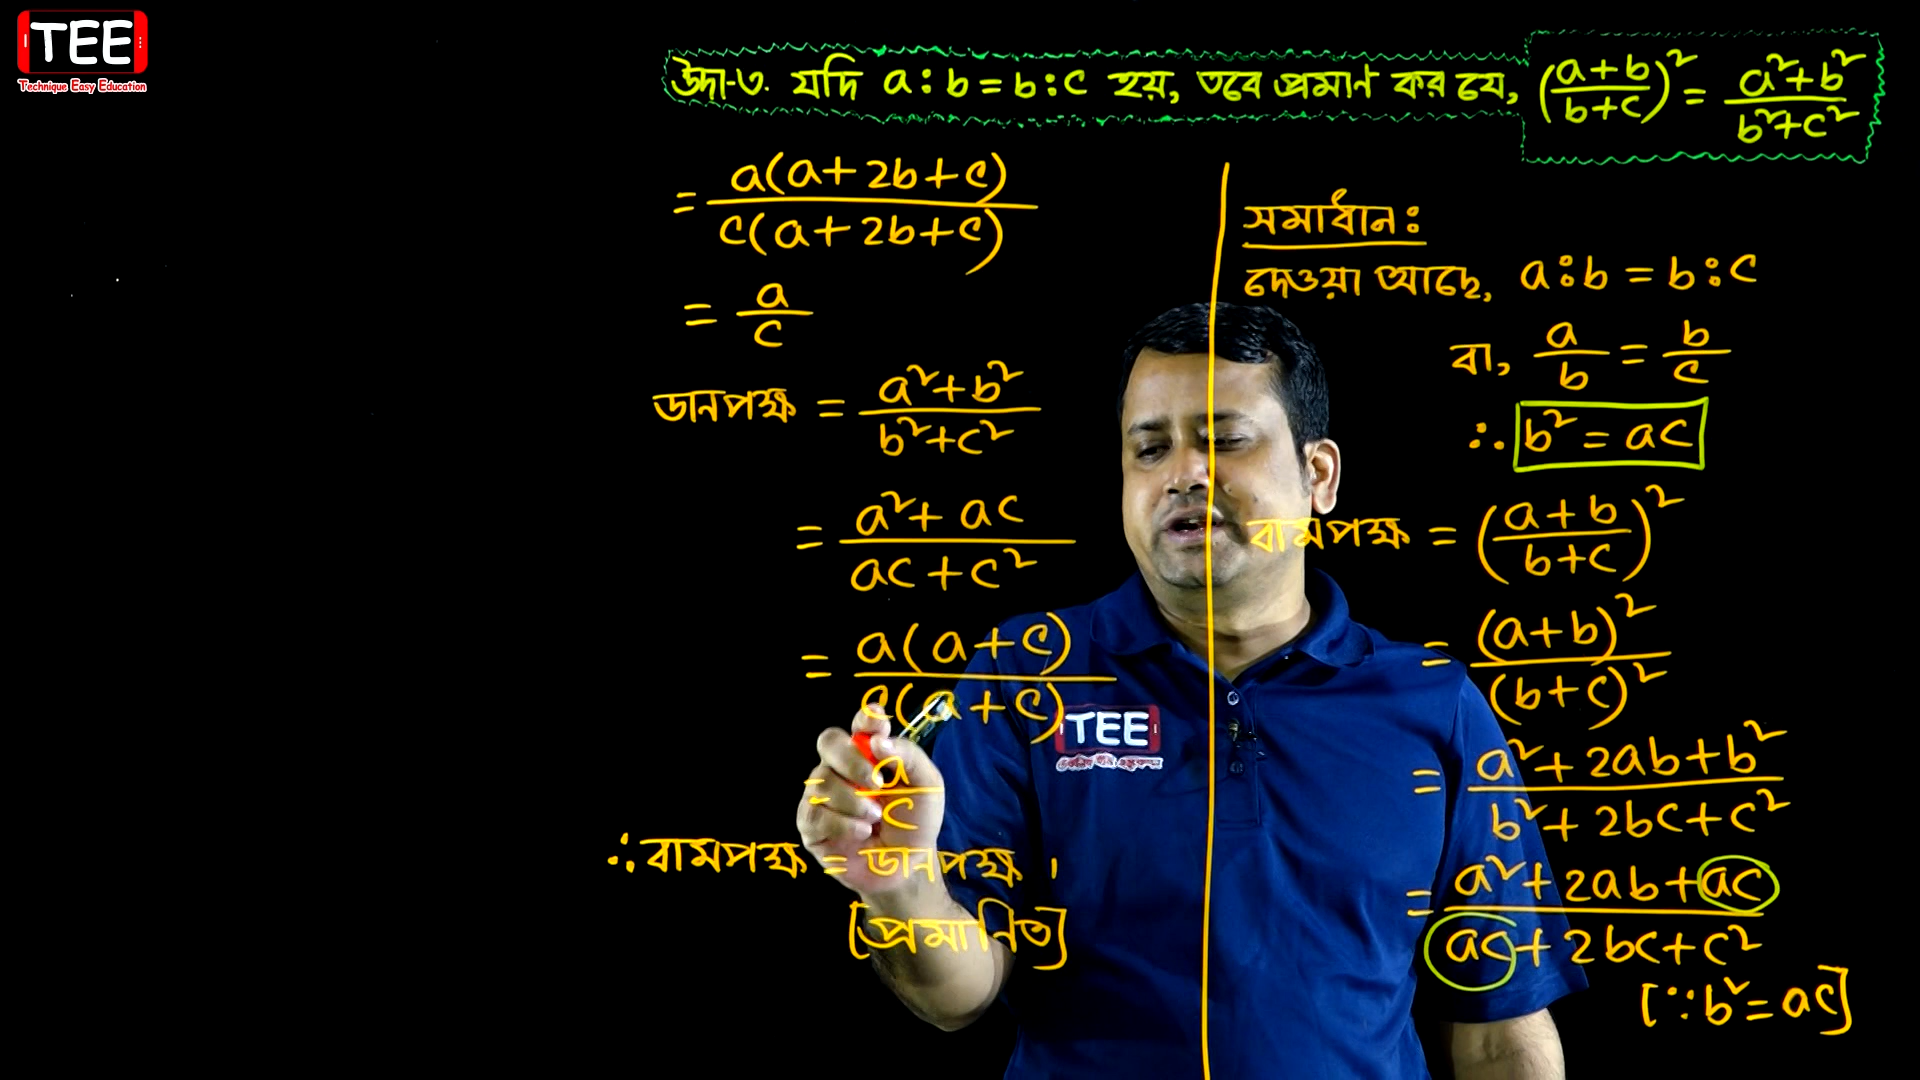 TEE
Technique Easy Education
উদা-৩. যদি a : b = b : c হয়, তবে প্রমাণ কর যে, (a+b/b+c)² = a²+b²/b²+c²
সমাধান :
দেওয়া আছে, a : b = b : c
বা, a/b = b/c
∴ b² = ac
বামপক্ষ = (a+b/b+c)²
= (a+b)²/(b+c)²
= a²+2ab+b²/b²+2bc+c²
= a²+2ab+ac/ac+2bc+c²
[∵ b² = ac]
= a(a+2b+c)/c(a+2b+c)
= a/c
ডানপক্ষ = a²+b²/b²+c²
= a²+ac/ac+c²
= a(a+c)/c(a+c)
= a/c
∴ বামপক্ষ = ডানপক্ষ ।
[প্রমানিত]
TEE